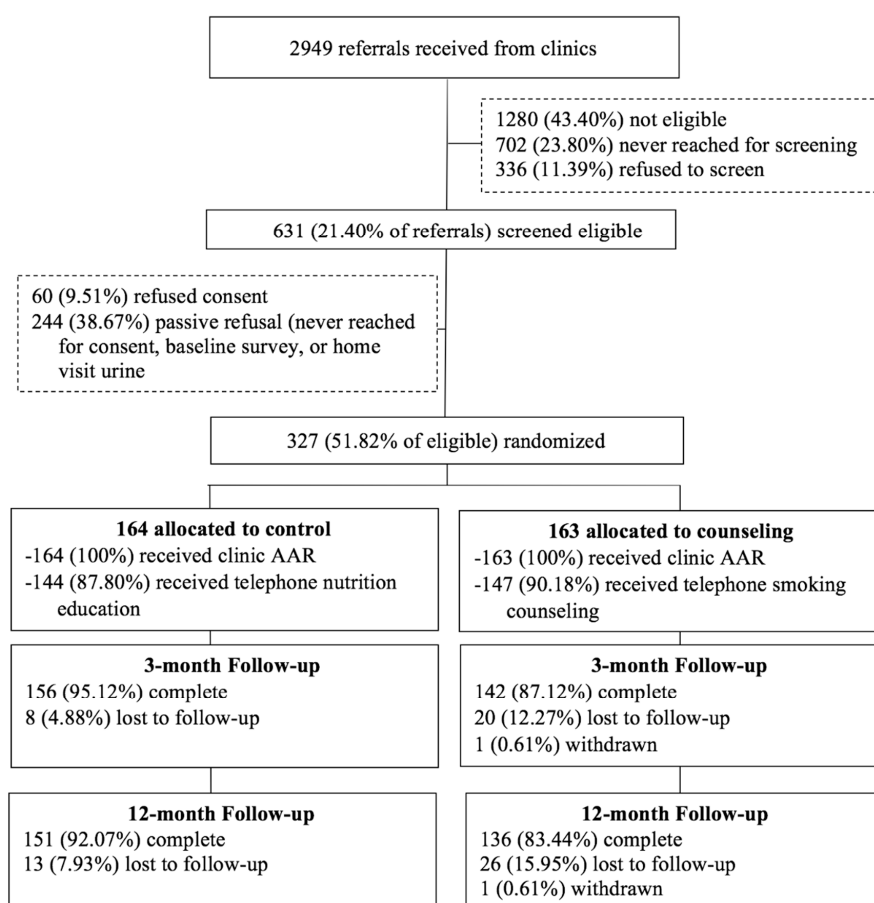 2949 referrals received from clinics
1280 (43.40%) not eligible
702 (23.80%) never reached for screening
336 (11.39%) refused to screen
631 (21.40% of referrals) screened eligible
60 (9.51%) refused consent
244 (38.67%) passive refusal (never reached
for consent, baseline survey, or home
visit urine
327 (51.82% of eligible) randomized
164 allocated to control
-164 (100%) received clinic AAR
-144 (87.80%) received telephone nutrition
education
163 allocated to counseling
-163 (100%) received clinic AAR
-147 (90.18%) received telephone smoking
counseling
3-month Follow-up
156 (95.12%) complete
8 (4.88%) lost to follow-up
3-month Follow-up
142 (87.12%) complete
20 (12.27%) lost to follow-up
1 (0.61%) withdrawn
12-month Follow-up
151 (92.07%) complete
13 (7.93%) lost to follow-up
12-month Follow-up
136 (83.44%) complete
26 (15.95%) lost to follow-up
1 (0.61%) withdrawn